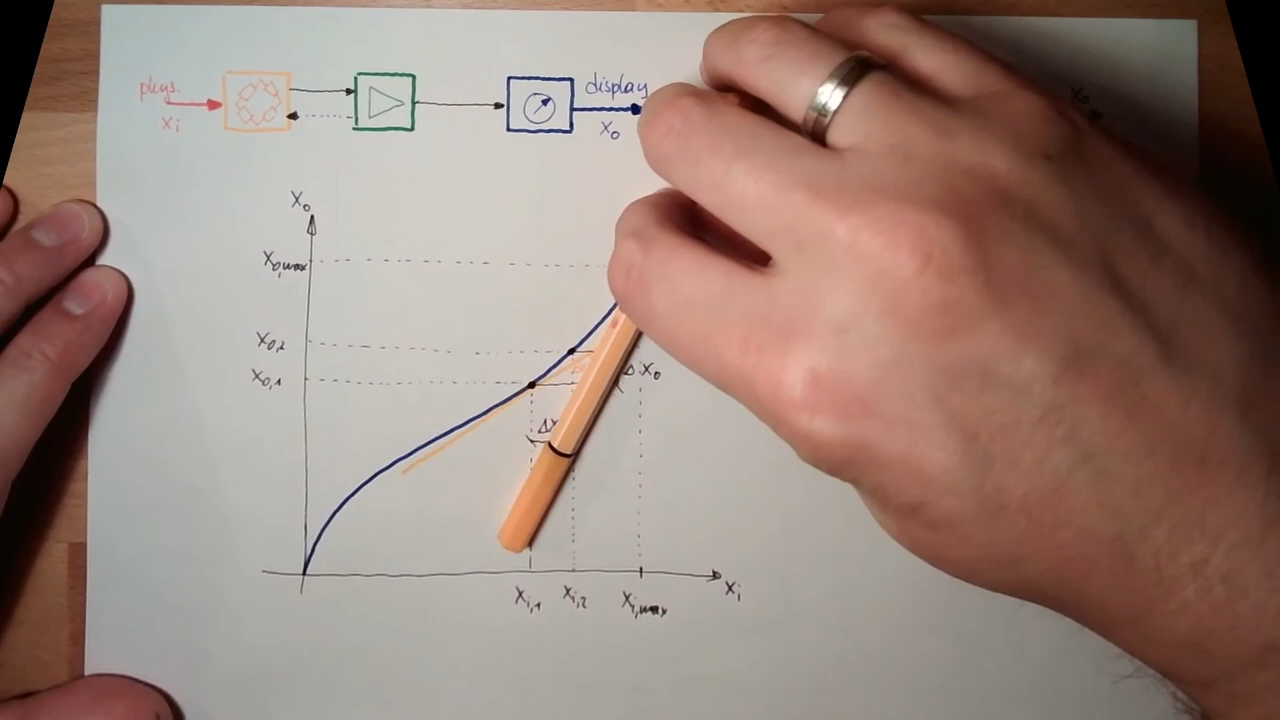 phys.
xi
display
xo
xo
xo,max
xo,2
xo,1
Δxo
xi,1
xi,2
xi,max
xi